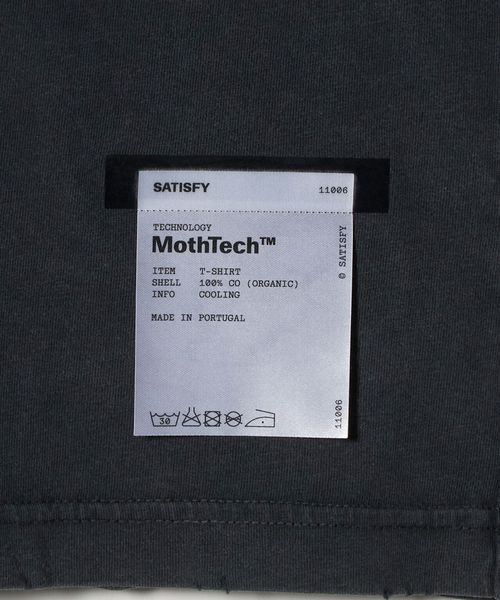 SATISFY 11006
TECHNOLOGY
MothTech™
ITEM T-SHIRT
SHELL 100% CO (ORGANIC)
INFO COOLING
MADE IN PORTUGAL
30
© SATISFY
11006